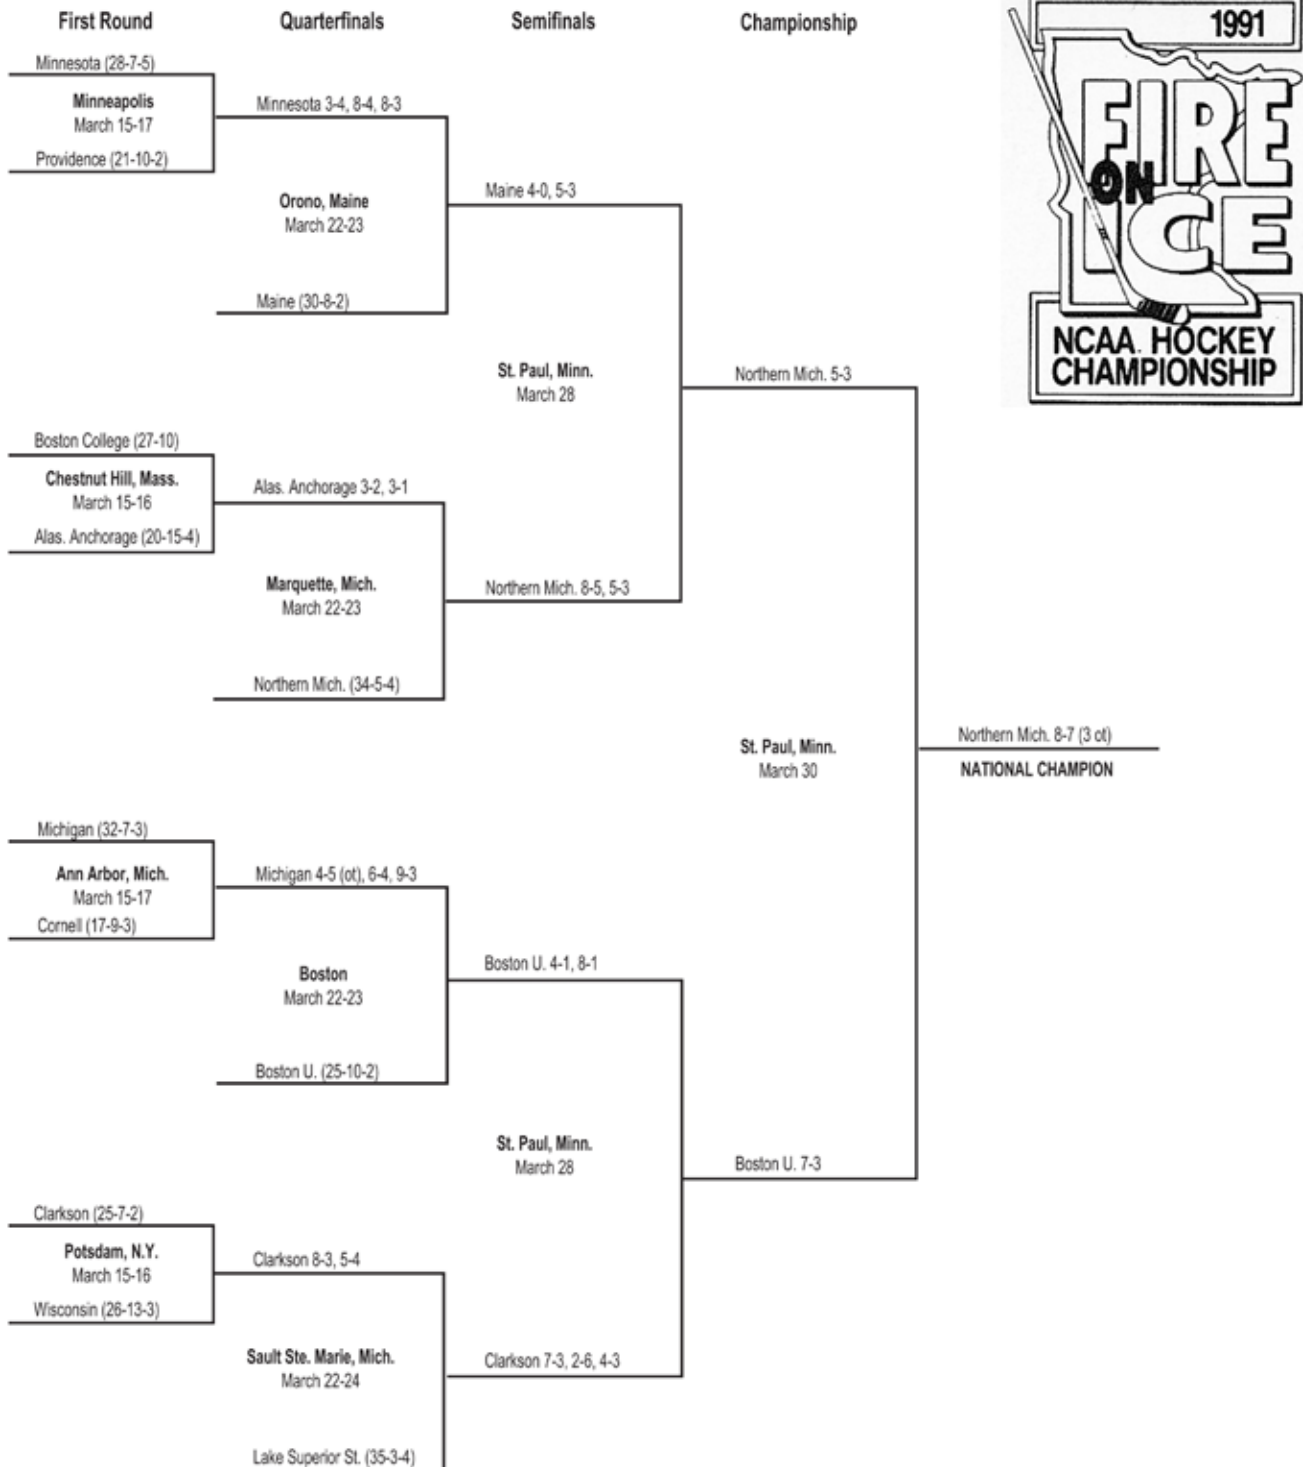 First Round
Quarterfinals
Semifinals
Championship
1991
FIRE
ON
ICE
NCAA HOCKEY
CHAMPIONSHIP
Minnesota (28-7-5)
Minneapolis
March 15-17
Providence (21-10-2)
Minnesota 3-4, 8-4, 8-3
Orono, Maine
March 22-23
Maine (30-8-2)
Maine 4-0, 5-3
St. Paul, Minn.
March 28
Northern Mich. 5-3
Boston College (27-10)
Chestnut Hill, Mass.
March 15-16
Alas. Anchorage (20-15-4)
Alas. Anchorage 3-2, 3-1
Marquette, Mich.
March 22-23
Northern Mich. (34-5-4)
Northern Mich. 8-5, 5-3
St. Paul, Minn.
March 30
Northern Mich. 8-7 (3 ot)
NATIONAL CHAMPION
Michigan (32-7-3)
Ann Arbor, Mich.
March 15-17
Cornell (17-9-3)
Michigan 4-5 (ot), 6-4, 9-3
Boston
March 22-23
Boston U. (25-10-2)
Boston U. 4-1, 8-1
St. Paul, Minn.
March 28
Boston U. 7-3
Clarkson (25-7-2)
Potsdam, N.Y.
March 15-16
Wisconsin (26-13-3)
Clarkson 8-3, 5-4
Sault Ste. Marie, Mich.
March 22-24
Lake Superior St. (35-3-4)
Clarkson 7-3, 2-6, 4-3